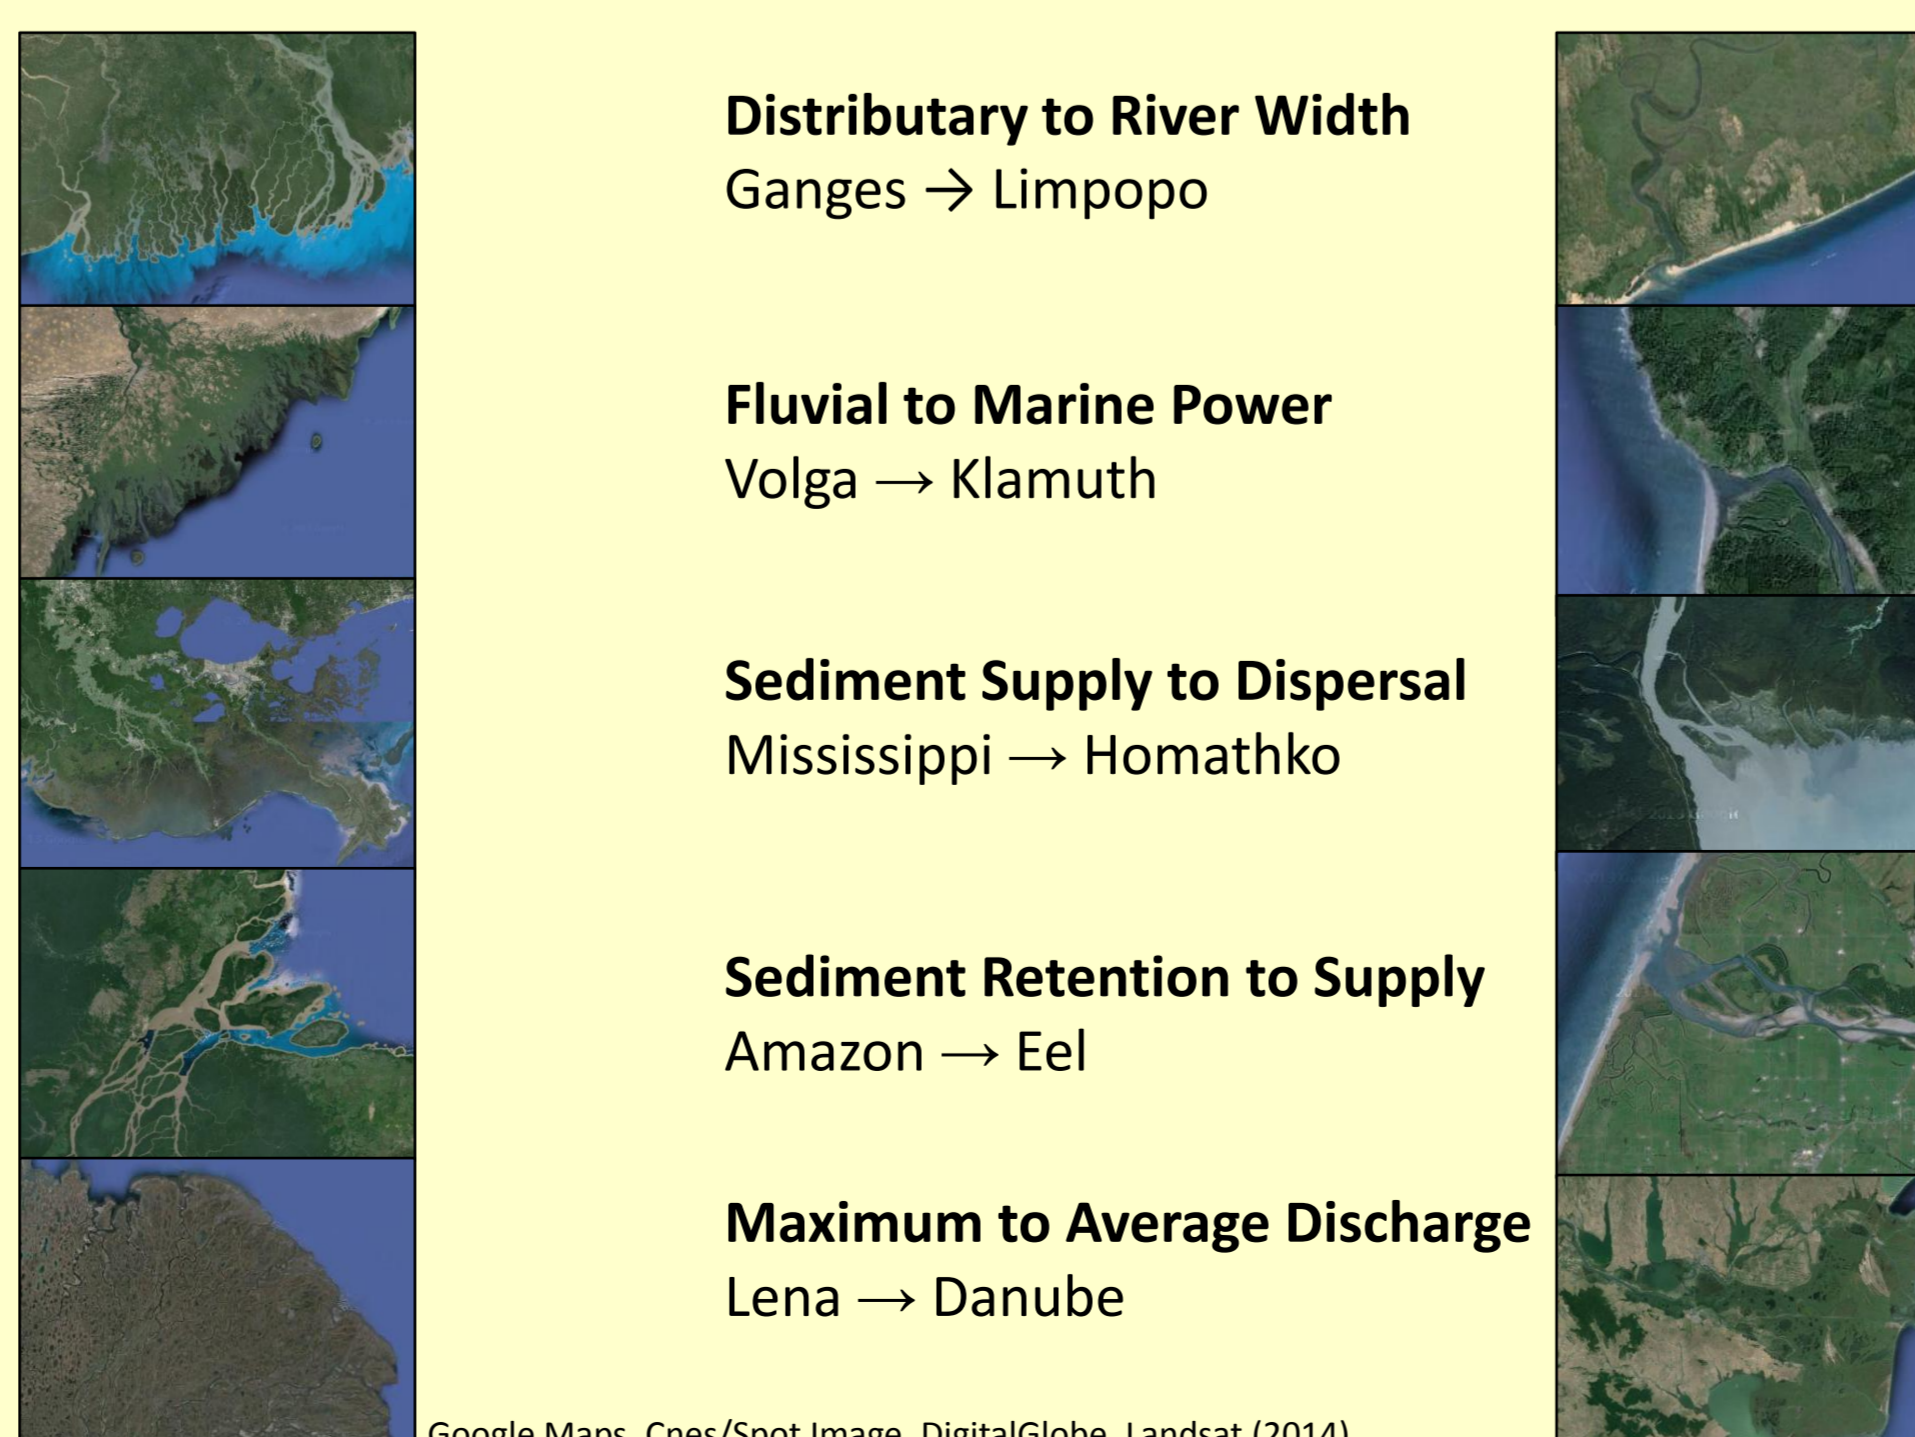 Distributary to River Width
Ganges → Limpopo
Fluvial to Marine Power
Volga → Klamuth
Sediment Supply to Dispersal
Mississippi → Homathko
Sediment Retention to Supply
Amazon → Eel
Maximum to Average Discharge
Lena → Danube
Google Maps, Cnes/Spot Image, DigitalGlobe, Landsat (2014)